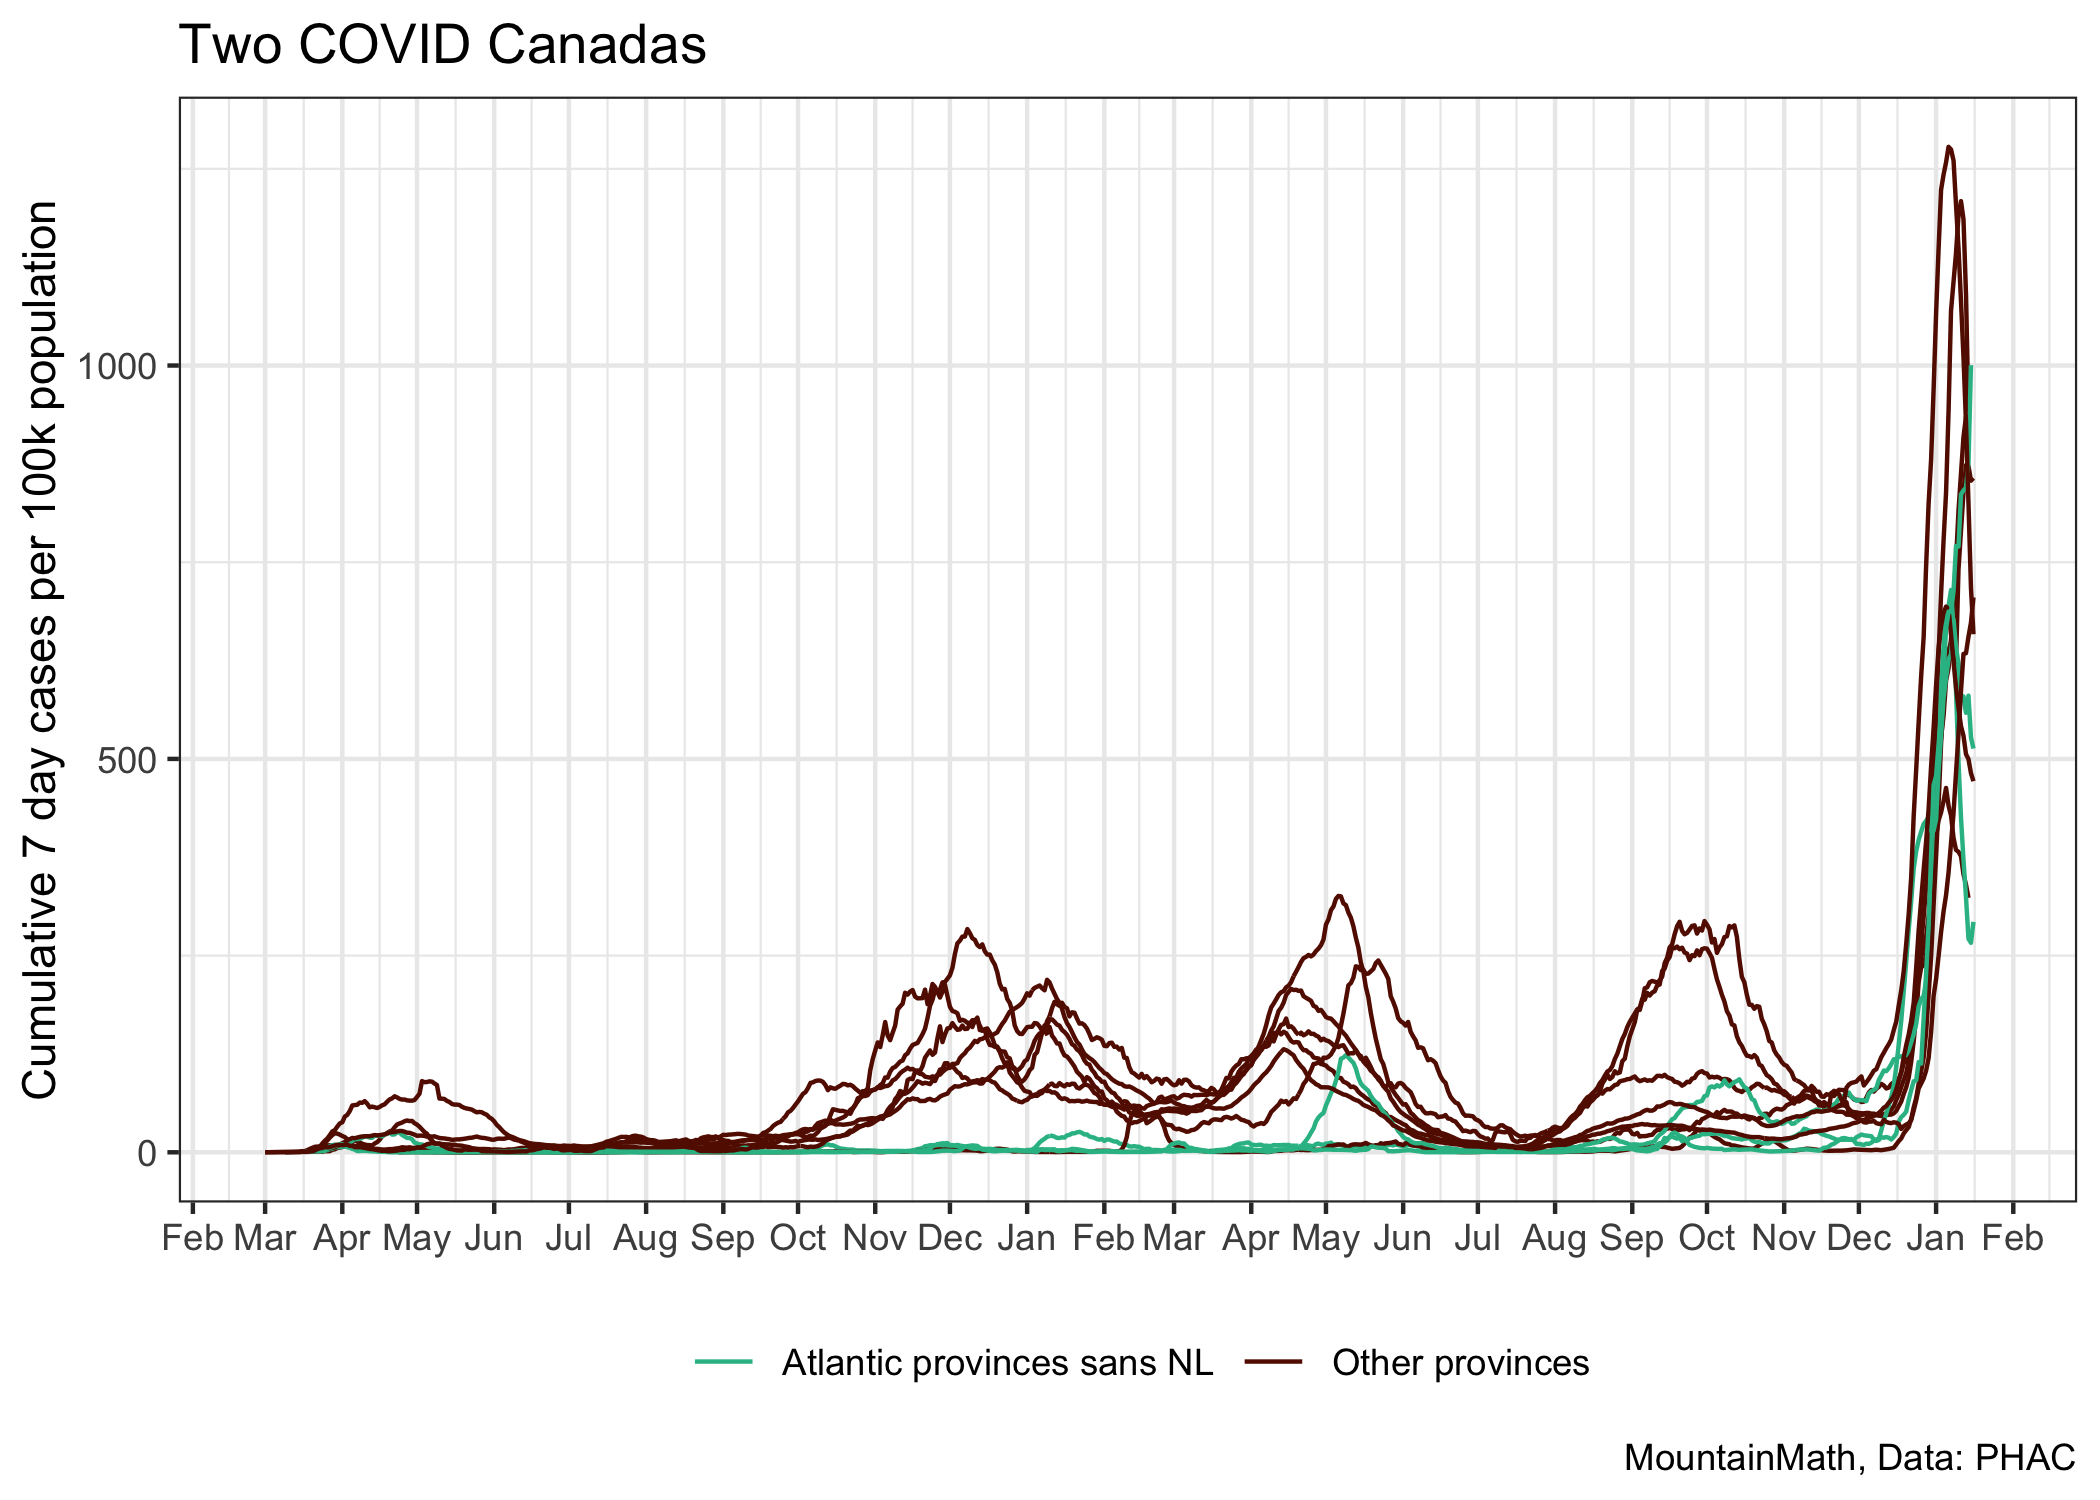 Two COVID Canadas
Cumulative 7 day cases per 100k population
1000
500
0
Feb Mar Apr May Jun Jul Aug Sep Oct Nov Dec Jan Feb Mar Apr May Jun Jul Aug Sep Oct Nov Dec Jan Feb
Atlantic provinces sans NL Other provinces
MountainMath, Data: PHAC